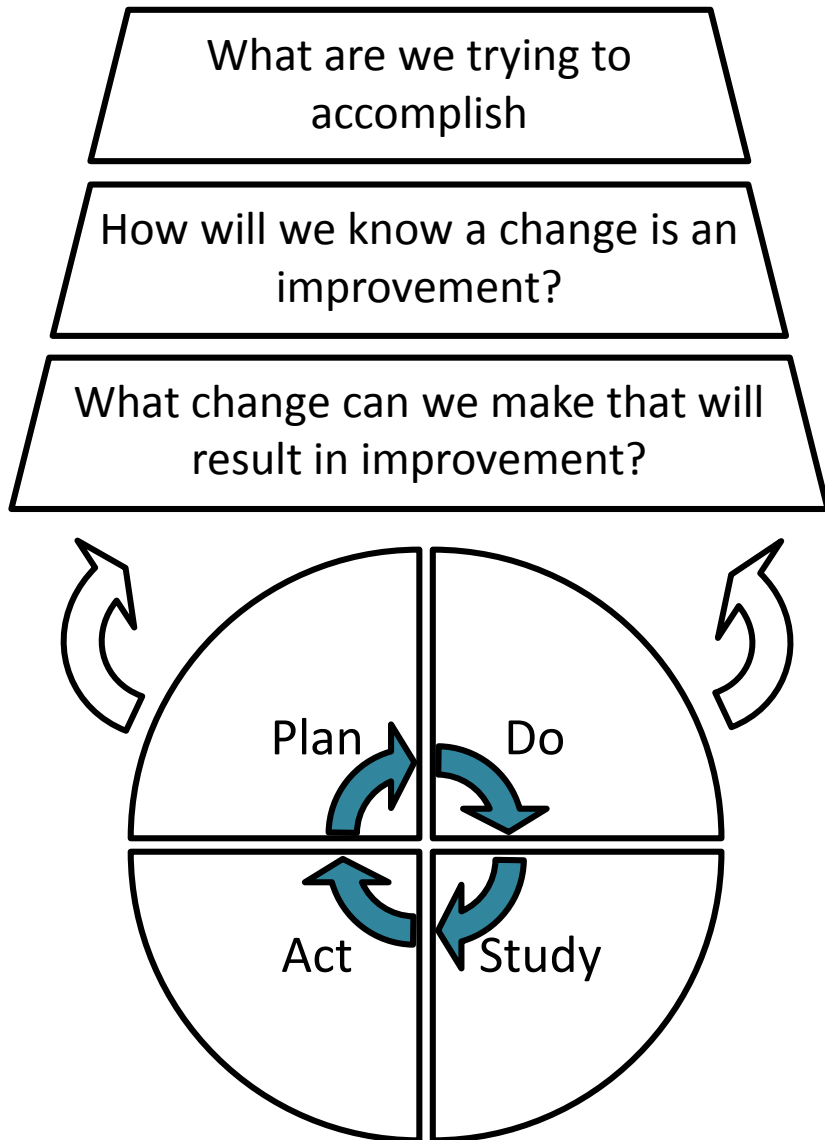 What are we trying to
accomplish
How will we know a change is an
improvement?
What change can we make that will
result in improvement?
Plan
Do
Act
Study